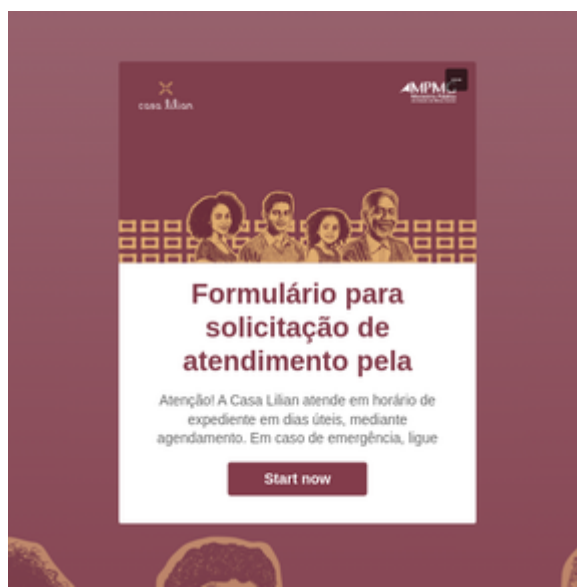 casa lilian
MPMG
Formulário para
solicitação de
atendimento pela
Atenção! A Casa Lilian atende em horário de
expediente em dias úteis, mediante
agendamento. Em caso de emergência, ligue
Start now